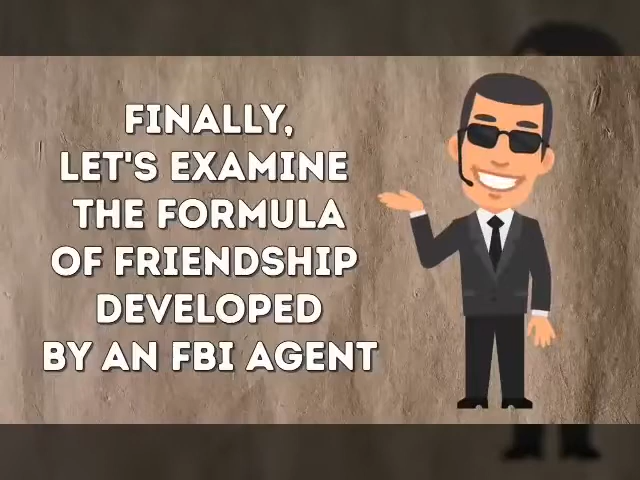 FINALLY,
LET'S EXAMINE
THE FORMULA
OF FRIENDSHIP
DEVELOPED
BY AN FBI AGENT